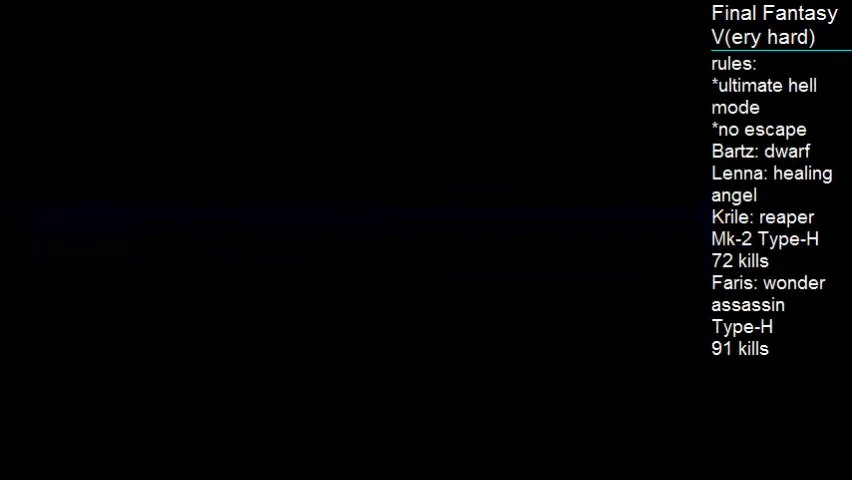 Final Fantasy
V(ery hard)
rules:
*ultimate hell
mode
*no escape
Bartz: dwarf
Lenna: healing
angel
Krile: reaper
Mk-2 Type-H
72 kills
Faris: wonder
assassin
Type-H
91 kills